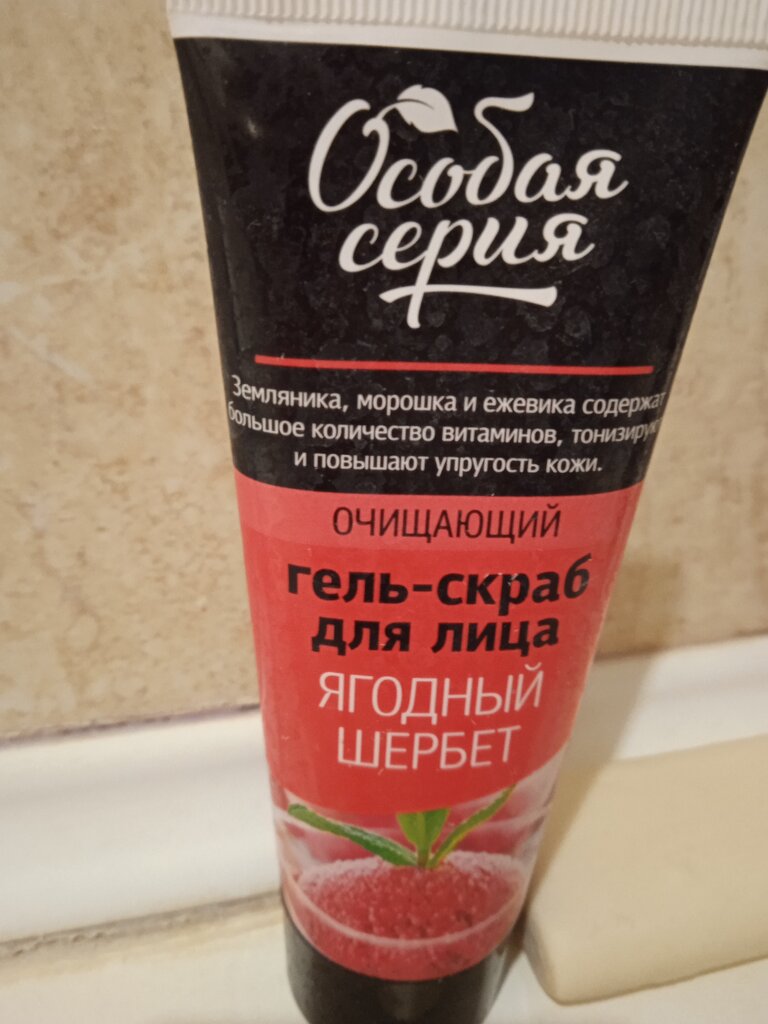 Особая
серия
Земляника, морошка и ежевика содержат
большое количество витаминов,
и повышают упругость кожи.
ОЧИЩАЮЩИЙ
гель-скраб
для лица
ЯГОДНЫЙ
ШЕРБЕТ